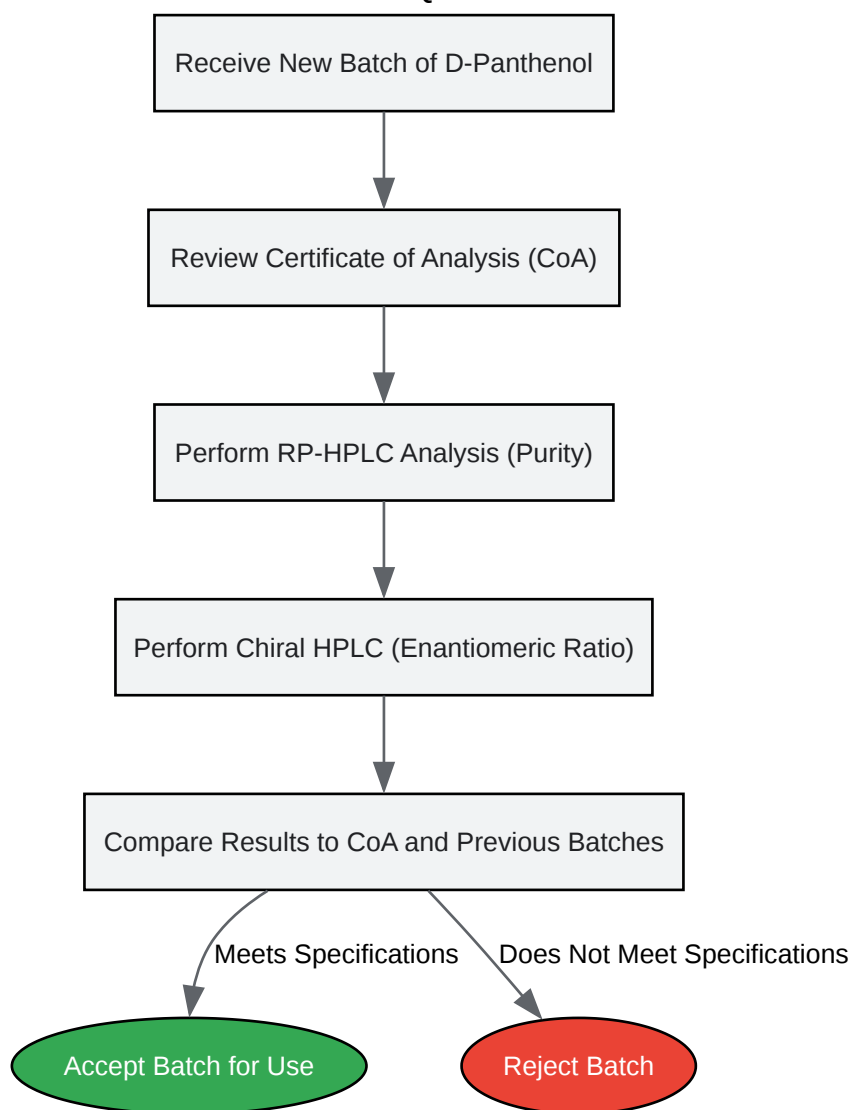 Receive New Batch of D-Panthenol
Review Certificate of Analysis (CoA)
Perform RP-HPLC Analysis (Purity)
Perform Chiral HPLC (Enantiomeric Ratio)
Compare Results to CoA and Previous Batches
Meets Specifications
Does Not Meet Specifications
Accept Batch for Use
Reject Batch